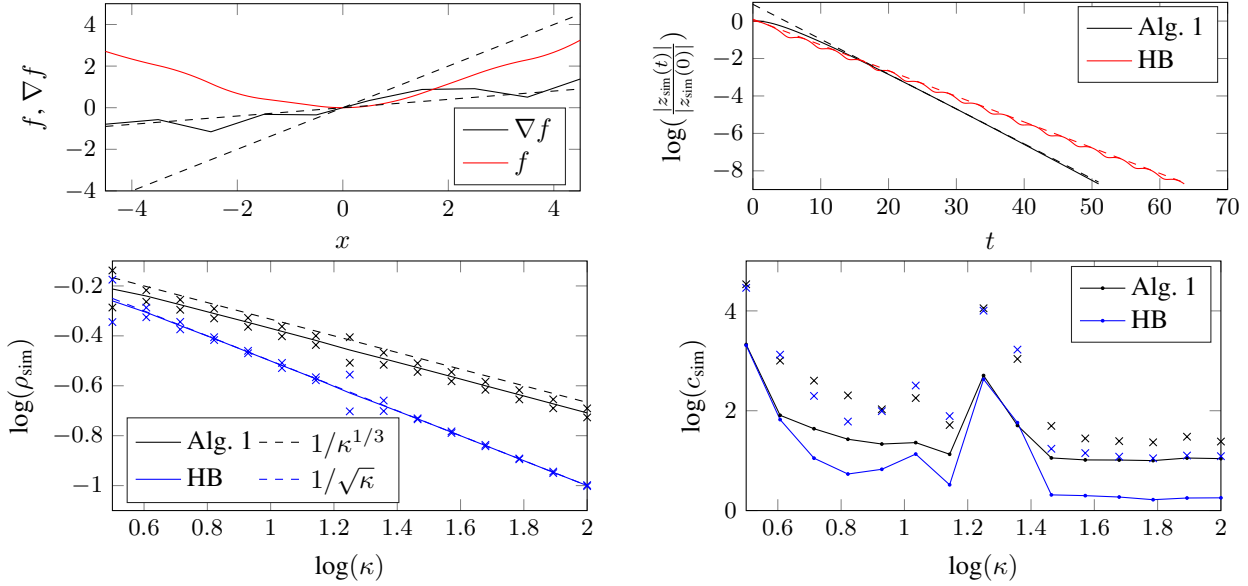 4
2
0
−2
−4
f, ∇f
−4
−2
0
2
4
x
∇f
f
0
−2
−4
−6
−8
log(|z_sim(t)|/|z_sim(0)|)
0
10
20
30
40
50
60
70
t
Alg. 1
HB
−0.2
−0.4
−0.6
−0.8
−1
log(ρ_sim)
0.6
0.8
1
1.2
1.4
1.6
1.8
2
log(κ)
Alg. 1 1/κ^{1/3}
HB 1/√κ
4
2
0
log(c_sim)
0.6
0.8
1
1.2
1.4
1.6
1.8
2
log(κ)
Alg. 1
HB